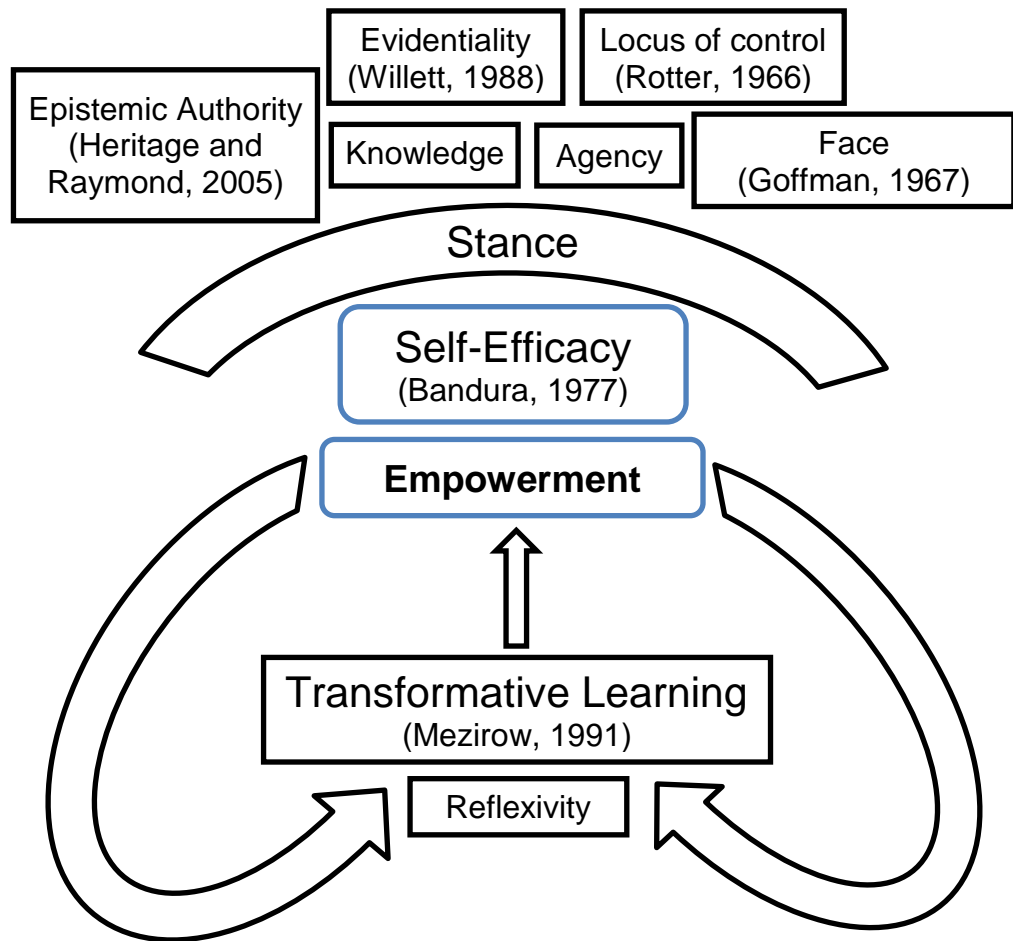 Evidentiality
(Willett, 1988)
Locus of control
(Rotter, 1966)
Epistemic Authority
(Heritage and
Raymond, 2005)
Knowledge
Agency
Face
(Goffman, 1967)
Stance
Self-Efficacy
(Bandura, 1977)
Empowerment
Transformative Learning
(Mezirow, 1991)
Reflexivity